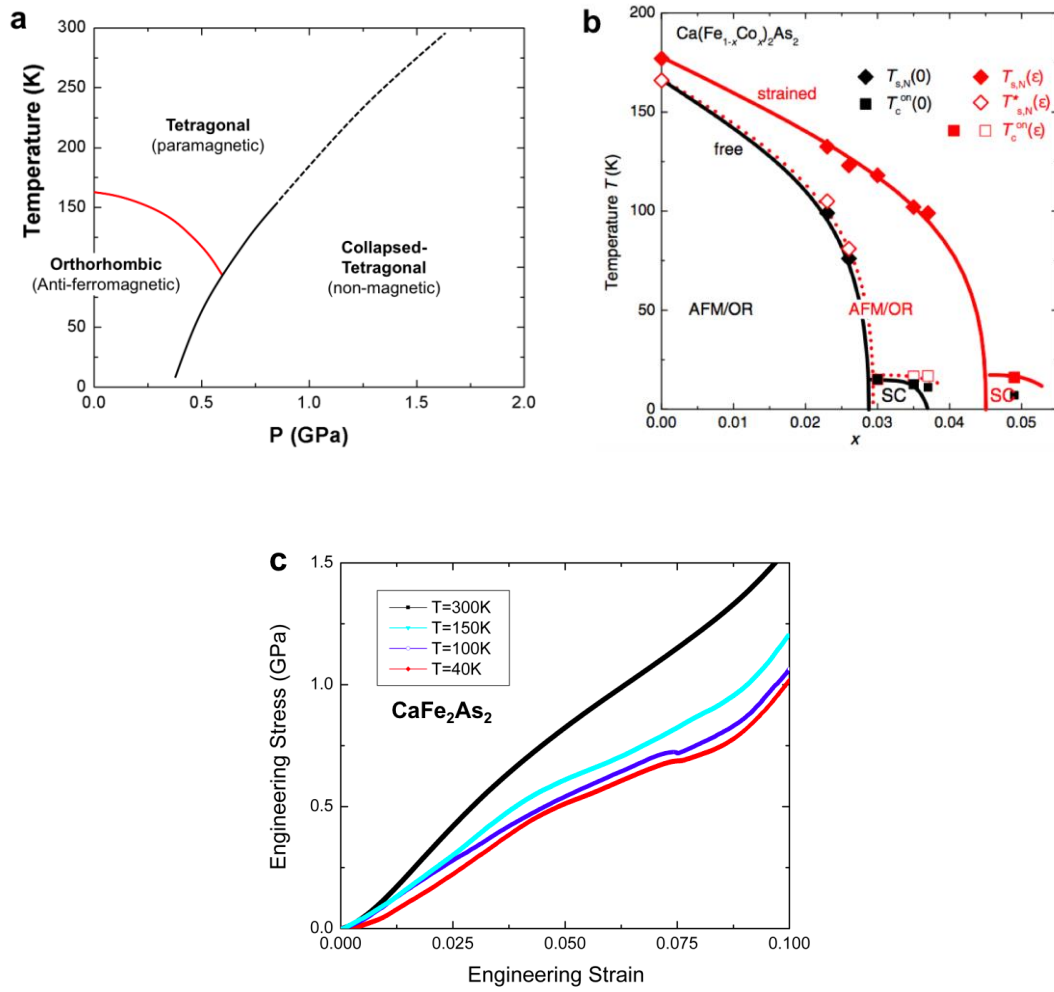 a
Temperature (K)
300
250
200
150
100
50
0
Tetragonal
(paramagnetic)
Orthorhombic
(Anti-ferromagnetic)
Collapsed-
Tetragonal
(non-magnetic)
0.0 0.5 1.0 1.5 2.0
P (GPa)
b
Temperature T (K)
200
150
100
50
0
Ca(Fe1-xCox)2As2
Ts,N(0) Ts,N(ε)
Tc on(0) T*s,N(ε)
Tc on(ε)
strained
free
AFM/OR AFM/OR
SC SC
0.00 0.01 0.02 0.03 0.04 0.05
x
c
Engineering Stress (GPa)
1.5
1.0
0.5
0.0
T=300K
T=150K
T=100K
T=40K
CaFe2As2
0.000 0.025 0.050 0.075 0.100
Engineering Strain